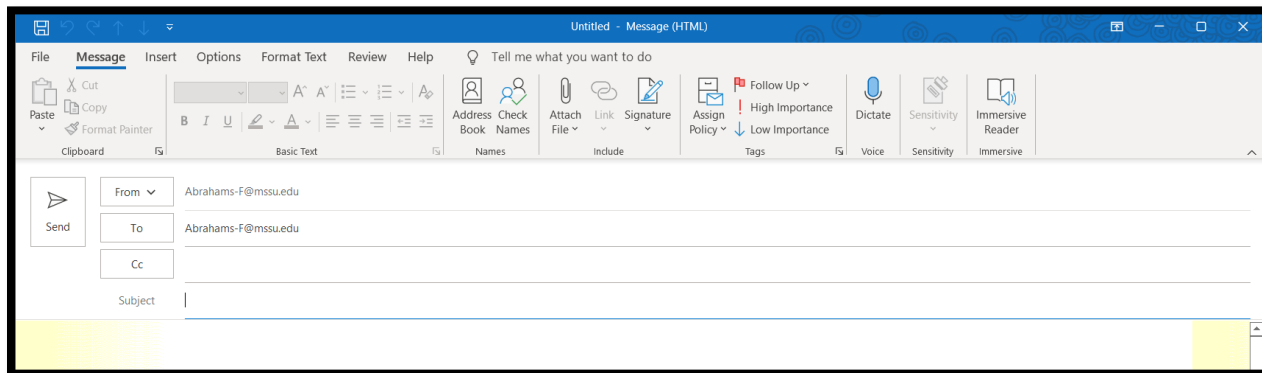 Untitled - Message (HTML)
File Message Insert Options Format Text Review Help Tell me what you want to do
Paste
Cut
Copy
Format Painter
Clipboard
B I U
Basic Text
Address Book
Check Names
Names
Attach File
Link
Signature
Include
Assign Policy
Follow Up
High Importance
Low Importance
Tags
Dictate
Voice
Sensitivity
Sensitivity
Immersive Reader
Immersive
Send
From Abrahams-F@mssu.edu
To Abrahams-F@mssu.edu
Cc
Subject